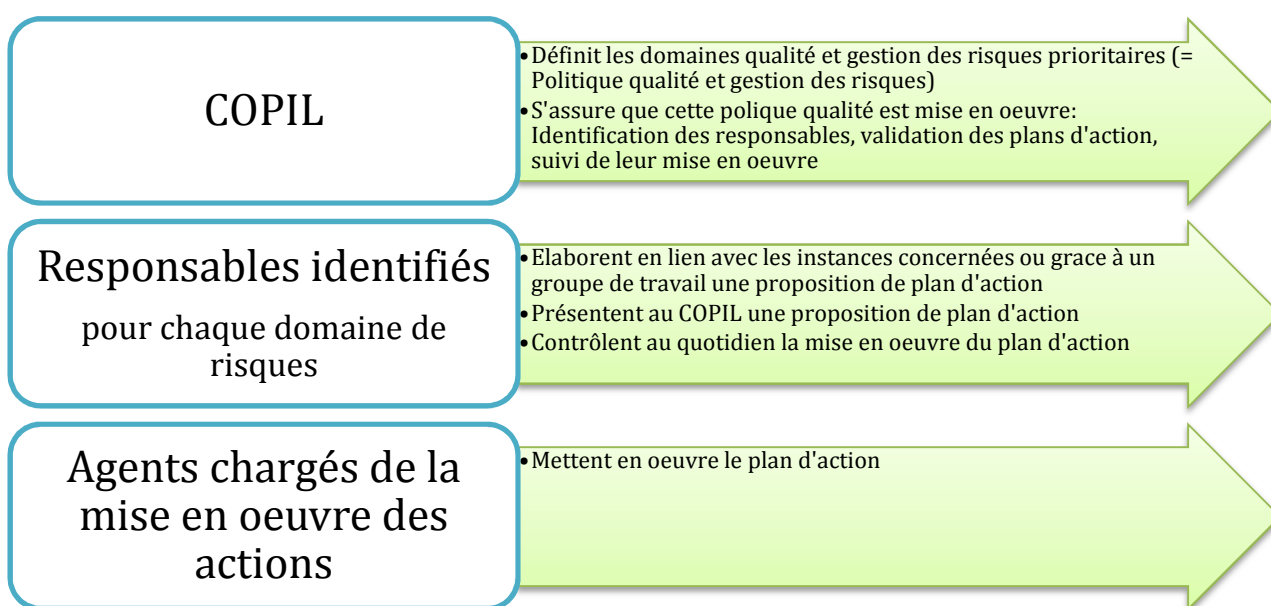 COPIL
•Définit les domaines qualité et gestion des risques prioritaires (=
Politique qualité et gestion des risques)
•S'assure que cette polique qualité est mise en oeuvre:
Identification des responsables, validation des plans d'action,
suivi de leur mise en oeuvre
Responsables identifiés
pour chaque domaine de
risques
•Elaborent en lien avec les instances concernées ou grace à un
groupe de travail une proposition de plan d'action
•Présentent au COPIL une proposition de plan d'action
•Contrôlent au quotidien la mise en oeuvre du plan d'action
Agents chargés de la
mise en oeuvre des
actions
•Mettent en oeuvre le plan d'action